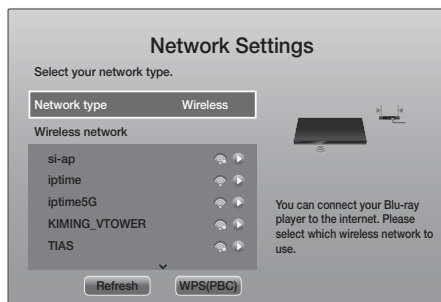 Network Settings
Select your network type.
Network type Wireless
Wireless network
si-ap
iptime
iptime5G
KIMING_VTOWER
TIAS
Refresh WPS(PBC)
You can connect your Blu-ray
player to the internet. Please
select which wireless network to
use.